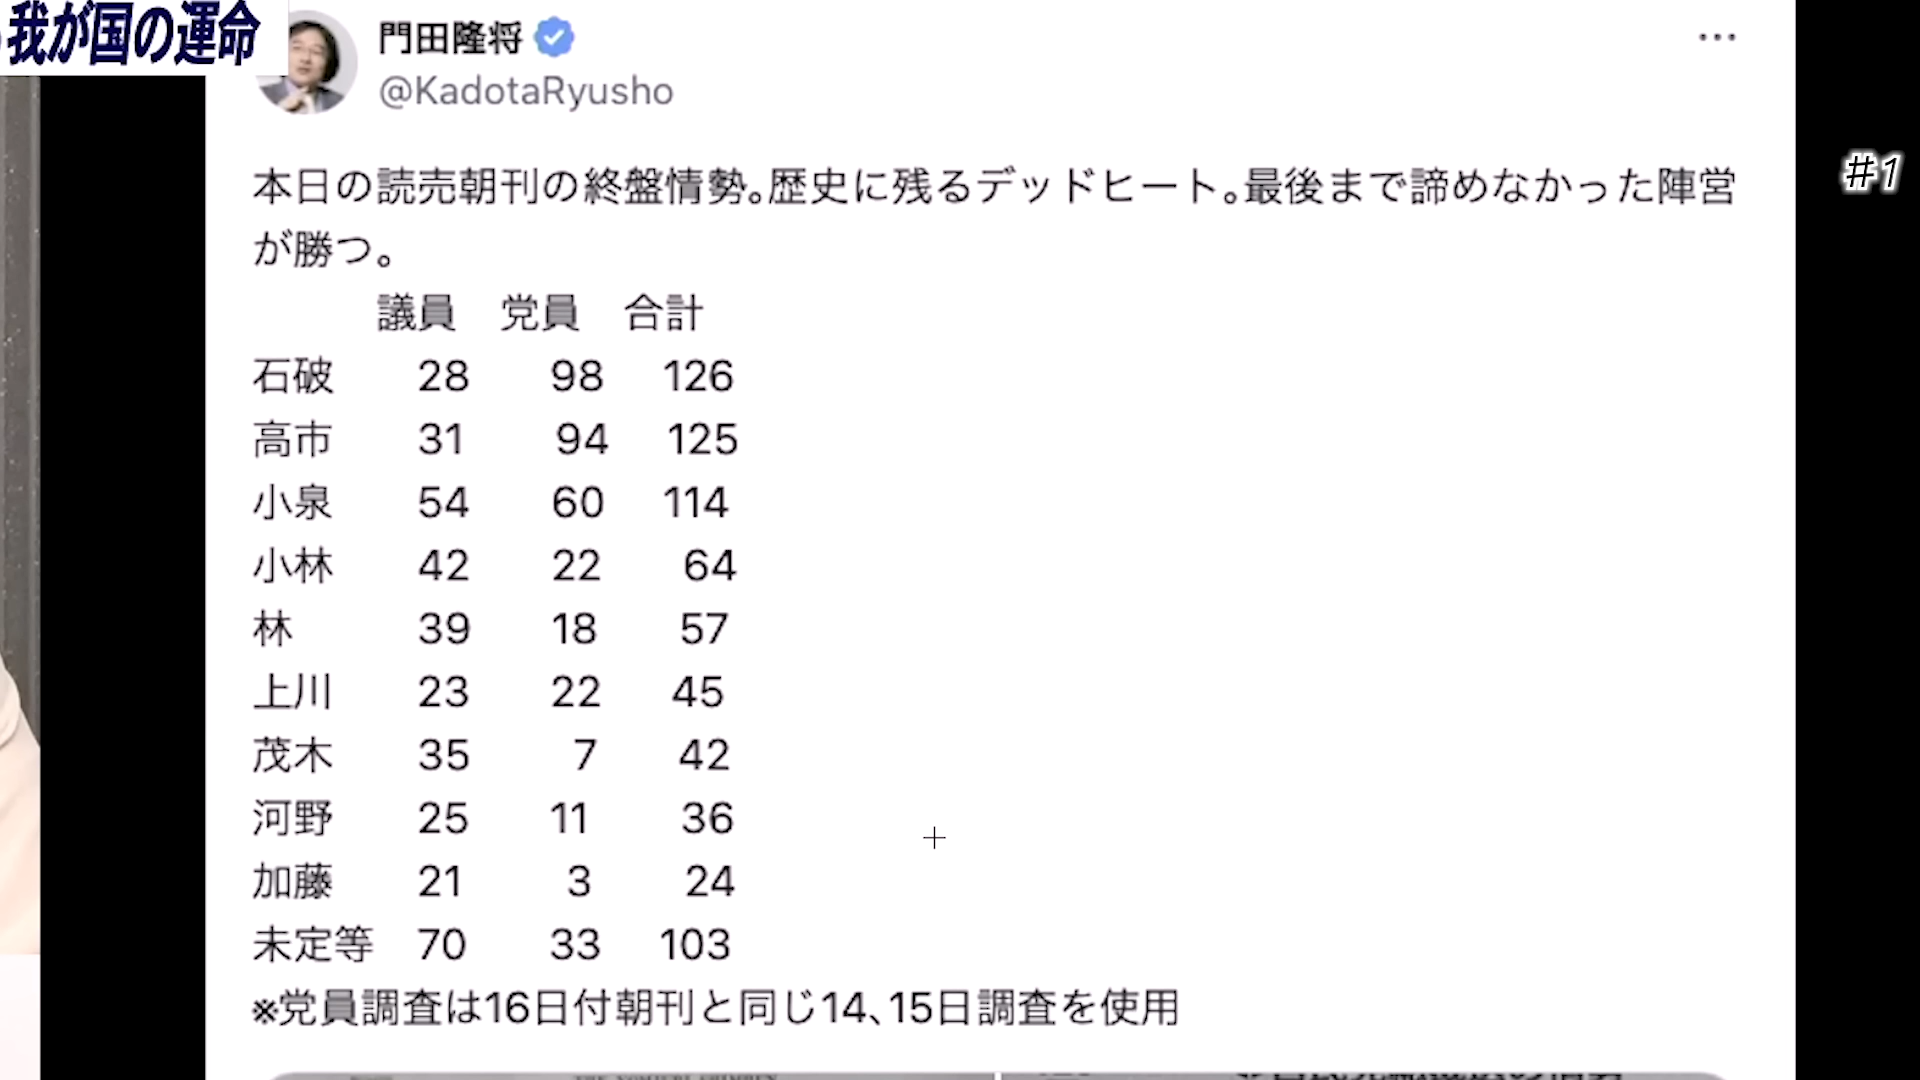 我が国の運命
門田隆将
@KadotaRyusho
#1
本日の読売朝刊の終盤情勢。歴史に残るデッドヒート。最後まで諦めなかった陣営
が勝つ。
議員 党員 合計
石破 28 98 126
高市 31 94 125
小泉 54 60 114
小林 42 22 64
林 39 18 57
上川 23 22 45
茂木 35 7 42
河野 25 11 36
加藤 21 3 24
未定等 70 33 103
※党員調査は16日付朝刊と同じ14、15日調査を使用